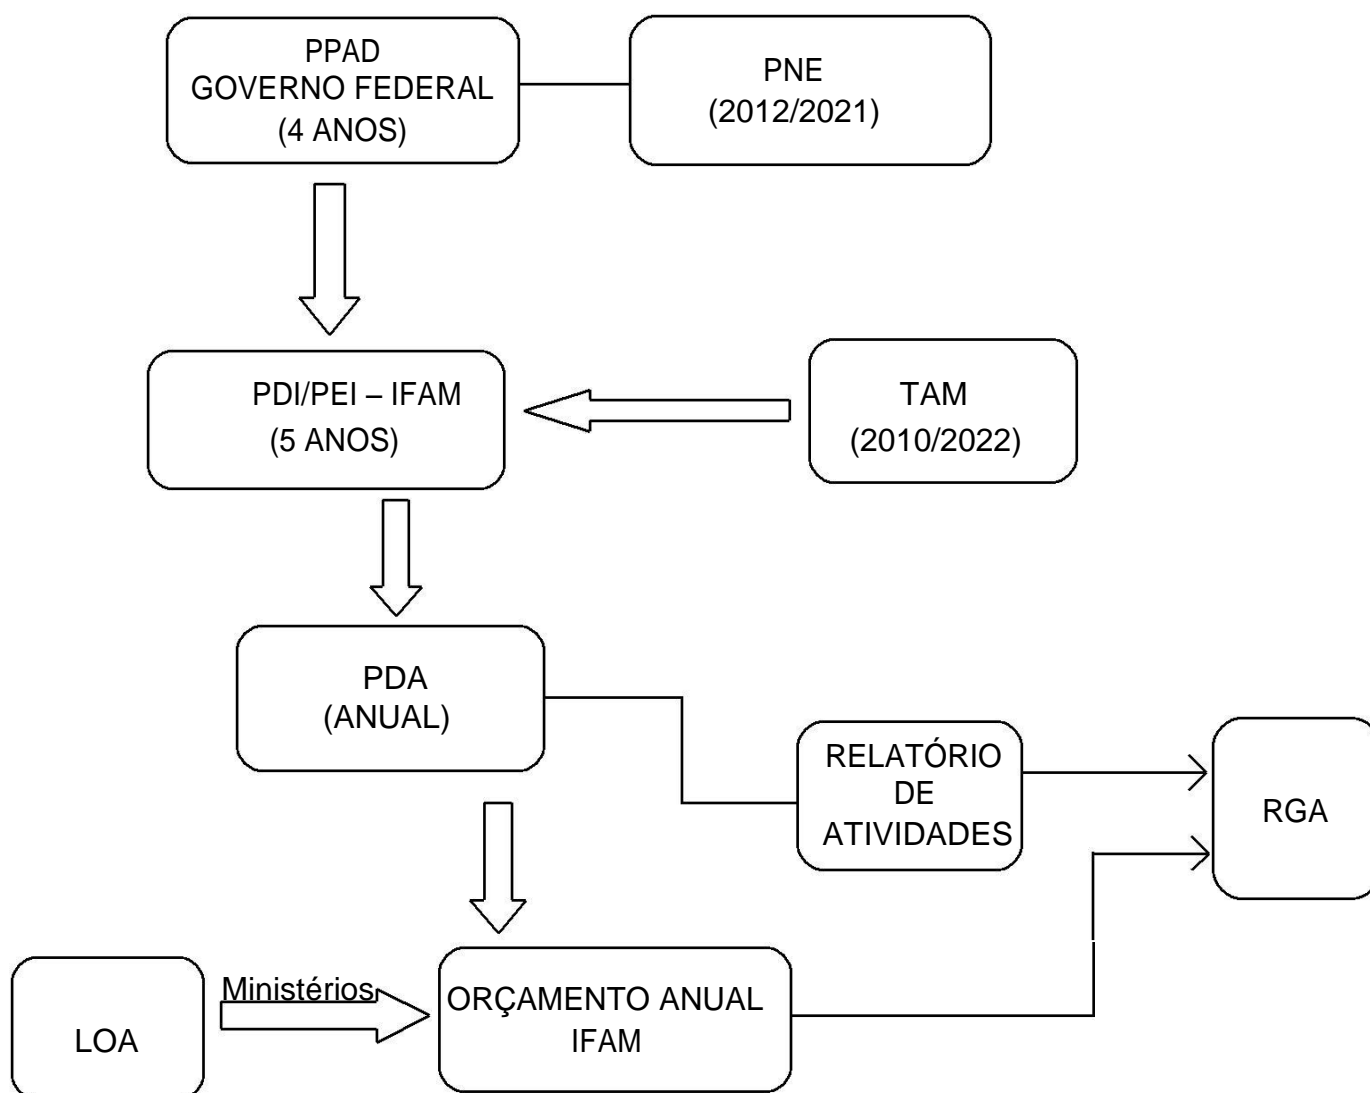 PPAD
GOVERNO FEDERAL
(4 ANOS)
PNE
(2012/2021)
PDI/PEI – IFAM
(5 ANOS)
TAM
(2010/2022)
PDA
(ANUAL)
RELATÓRIO
DE
ATIVIDADES
RGA
LOA
Ministérios
ORÇAMENTO ANUAL
IFAM